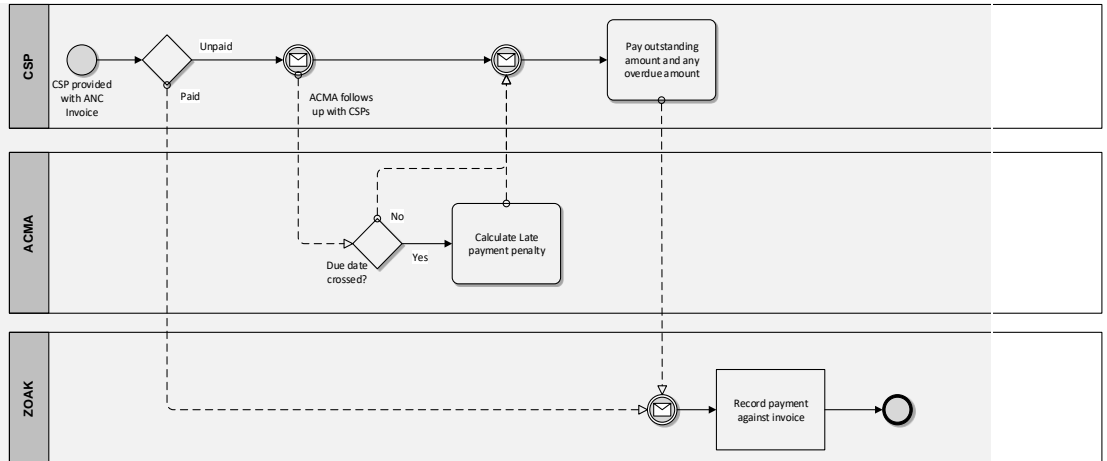 CSP
CSP provided
with ANC
Invoice
Unpaid
Paid
ACMA follows
up with CSPs
Pay outstanding
amount and any
overdue amount
ACMA
Due date
crossed?
No
Yes
Calculate Late
payment penalty
ZOAK
Record payment
against invoice